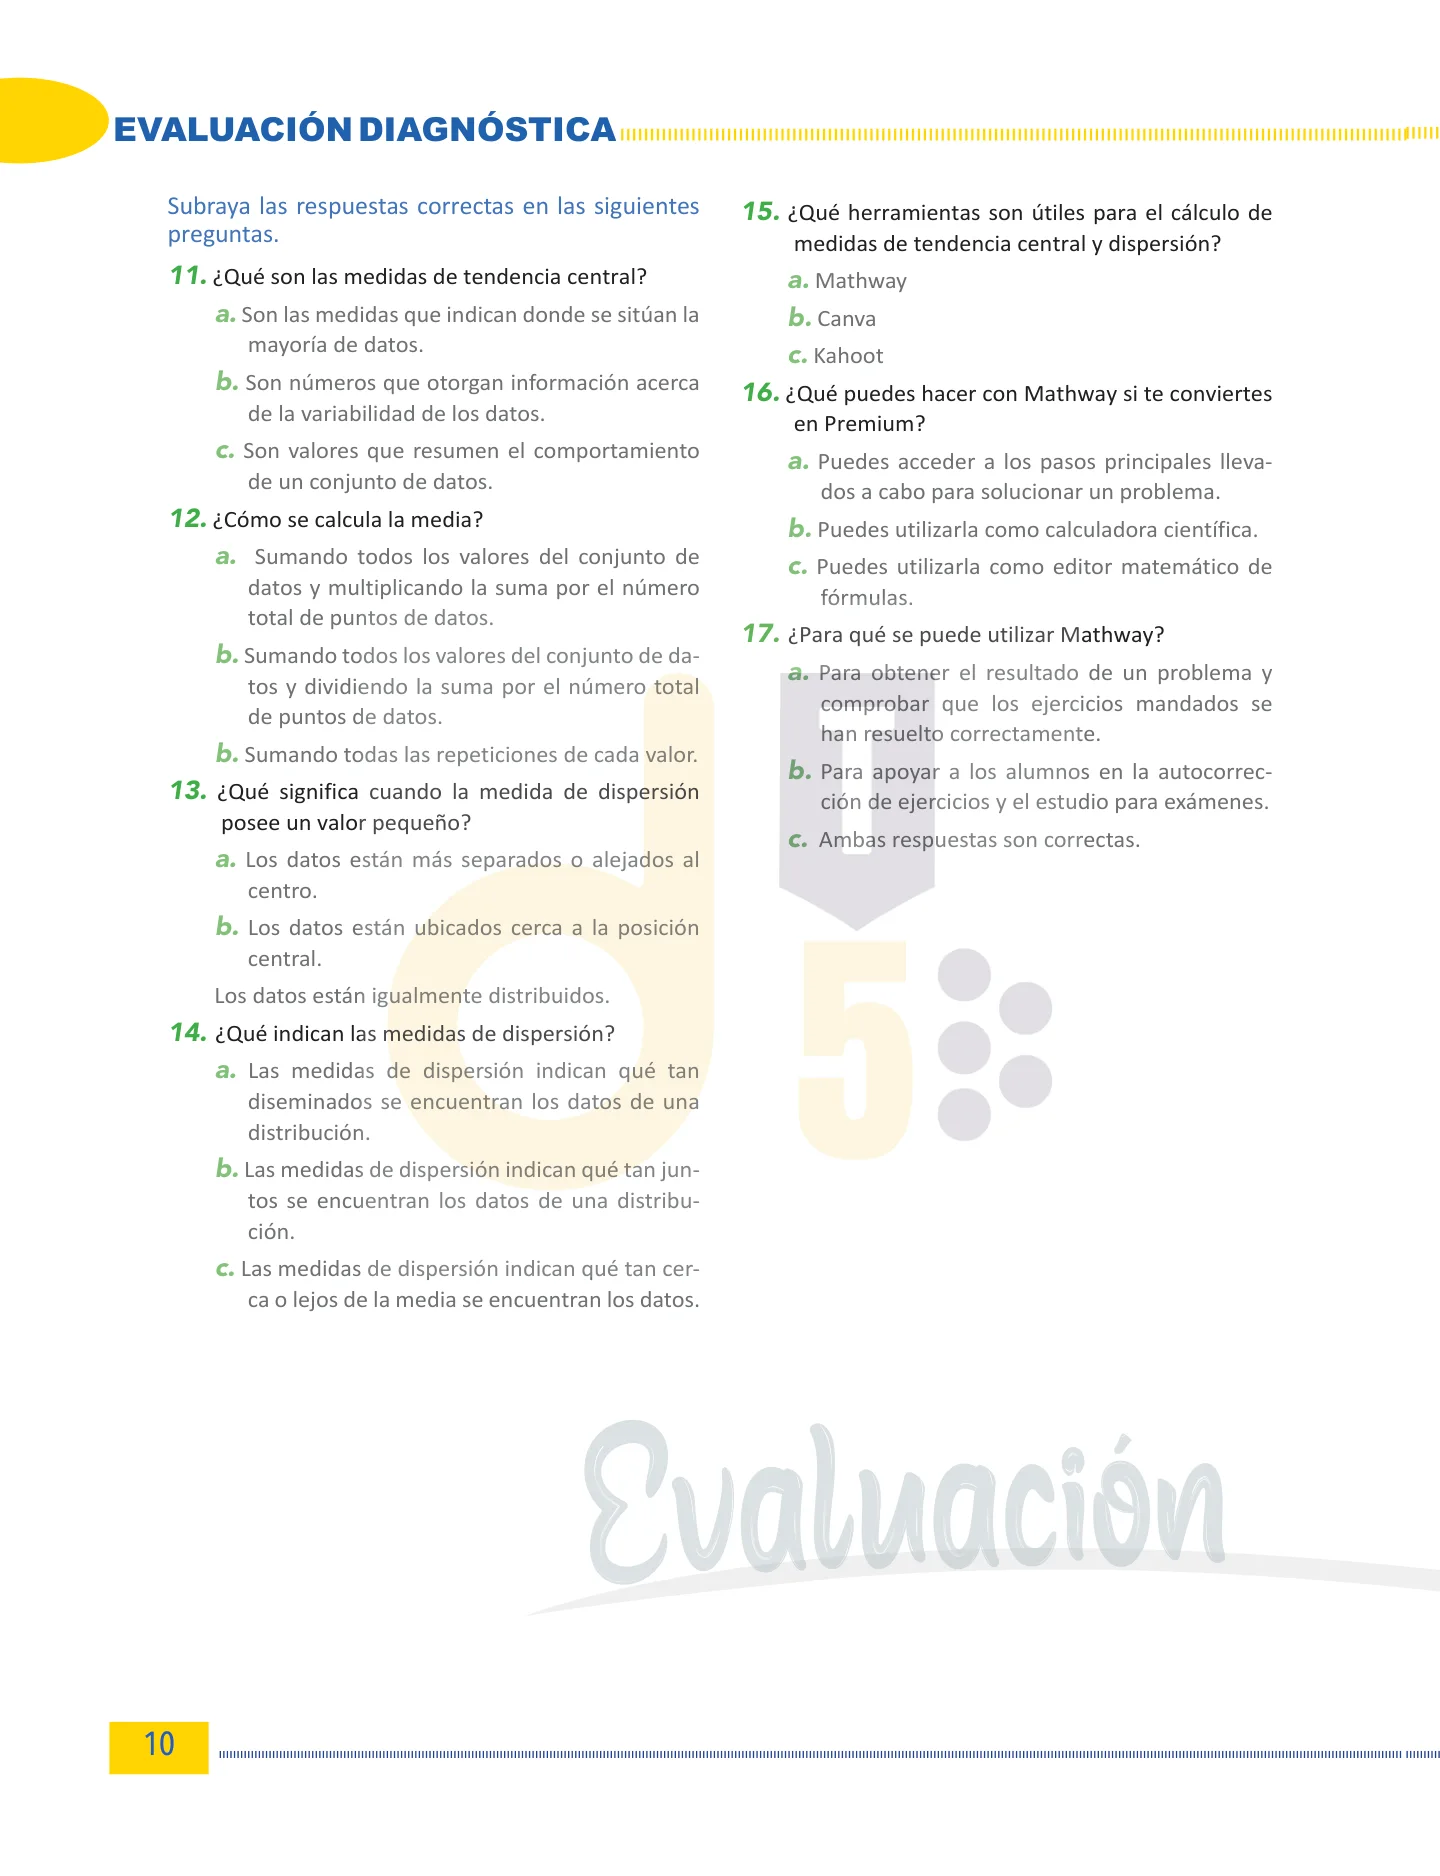 EVALUACIÓN DIAGNÓSTICA
Subraya las respuestas correctas en las siguientes
preguntas.
11. ¿Qué son las medidas de tendencia central?
a. Son las medidas que indican donde se sitúan la
mayoría de datos.
b. Son números que otorgan información acerca
de la variabilidad de los datos.
c. Son valores que resumen el comportamiento
de un conjunto de datos.
12. ¿Cómo se calcula la media?
a. Sumando todos los valores del conjunto de
datos y multiplicando la suma por el número
total de puntos de datos.
b. Sumando todos los valores del conjunto de da-
tos y dividiendo la suma por el número total
de puntos de datos.
b. Sumando todas las repeticiones de cada valor.
13. ¿Qué significa cuando la medida de dispersión
posee un valor pequeño?
a. Los datos están más separados o alejados al
centro.
b. Los datos están ubicados cerca a la posición
central.
Los datos están igualmente distribuidos.
14. ¿Qué indican las medidas de dispersión?
a. Las medidas de dispersión indican qué tan
diseminados se encuentran los datos de una
distribución.
b. Las medidas de dispersión indican qué tan jun-
tos se encuentran los datos de una distribu-
ción.
c. Las medidas de dispersión indican qué tan cer-
ca o lejos de la media se encuentran los datos.
15. ¿Qué herramientas son útiles para el cálculo de
medidas de tendencia central y dispersión?
a. Mathway
b. Canva
c. Kahoot
16. ¿Qué puedes hacer con Mathway si te conviertes
en Premium?
a. Puedes acceder a los pasos principales lleva-
dos a cabo para solucionar un problema.
b. Puedes utilizarla como calculadora científica.
c. Puedes utilizarla como editor matemático de
fórmulas.
17. ¿Para qué se puede utilizar Mathway?
a. Para obtener el resultado de un problema y
comprobar que los ejercicios mandados se
han resuelto correctamente.
b. Para apoyar a los alumnos en la autocorrec-
ción de ejercicios y el estudio para exámenes.
c. Ambas respuestas son correctas.
d
5
Evaluación
10